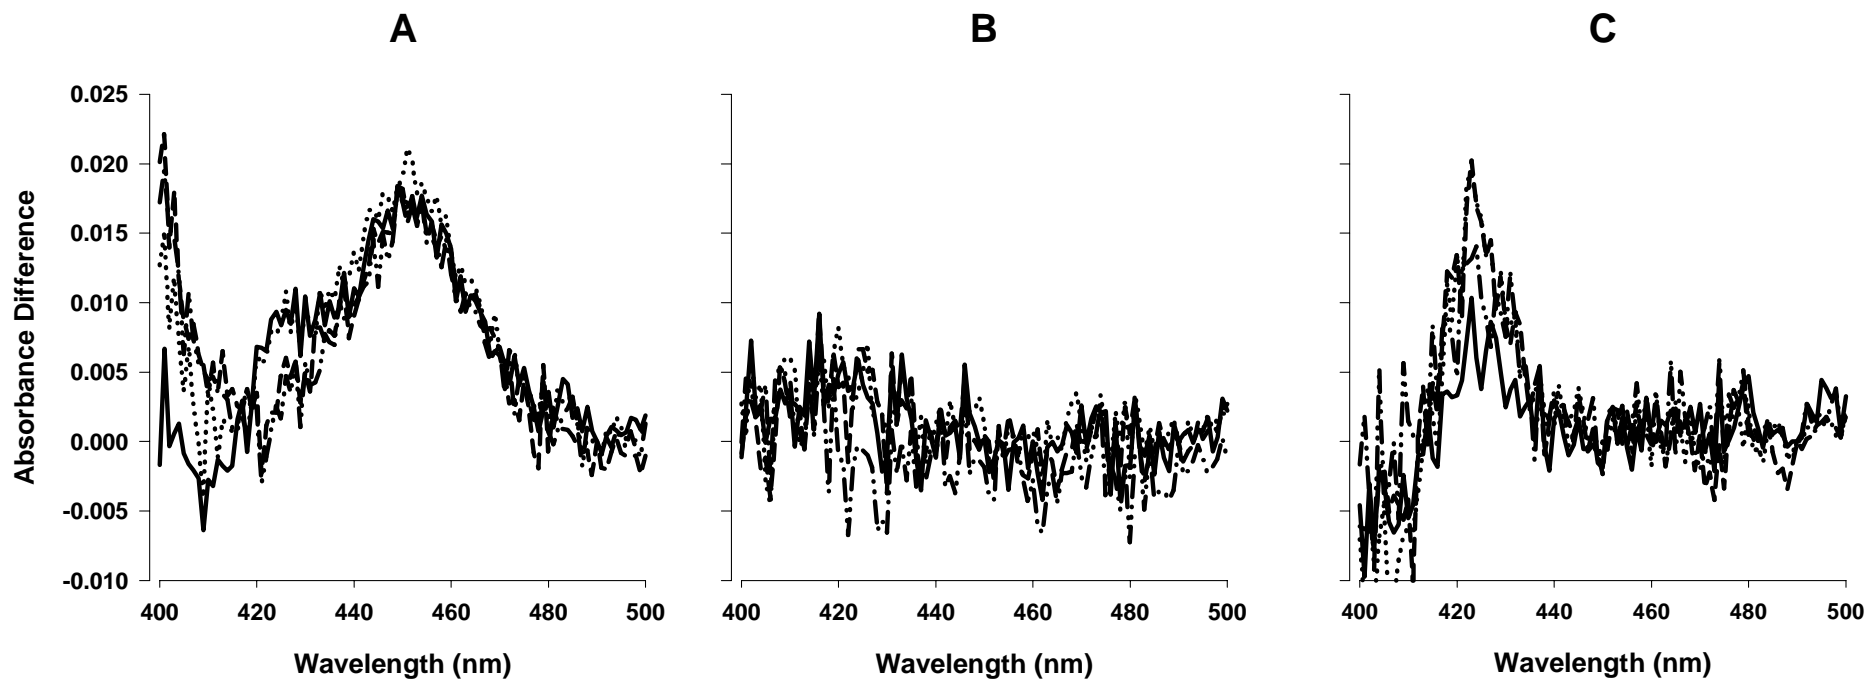 A
B
C
Absorbance Difference
0.025
0.020
0.015
0.010
0.005
0.000
-0.005
-0.010
400 420 440 460 480 500
400 420 440 460 480 500
400 420 440 460 480 500
Wavelength (nm)
Wavelength (nm)
Wavelength (nm)